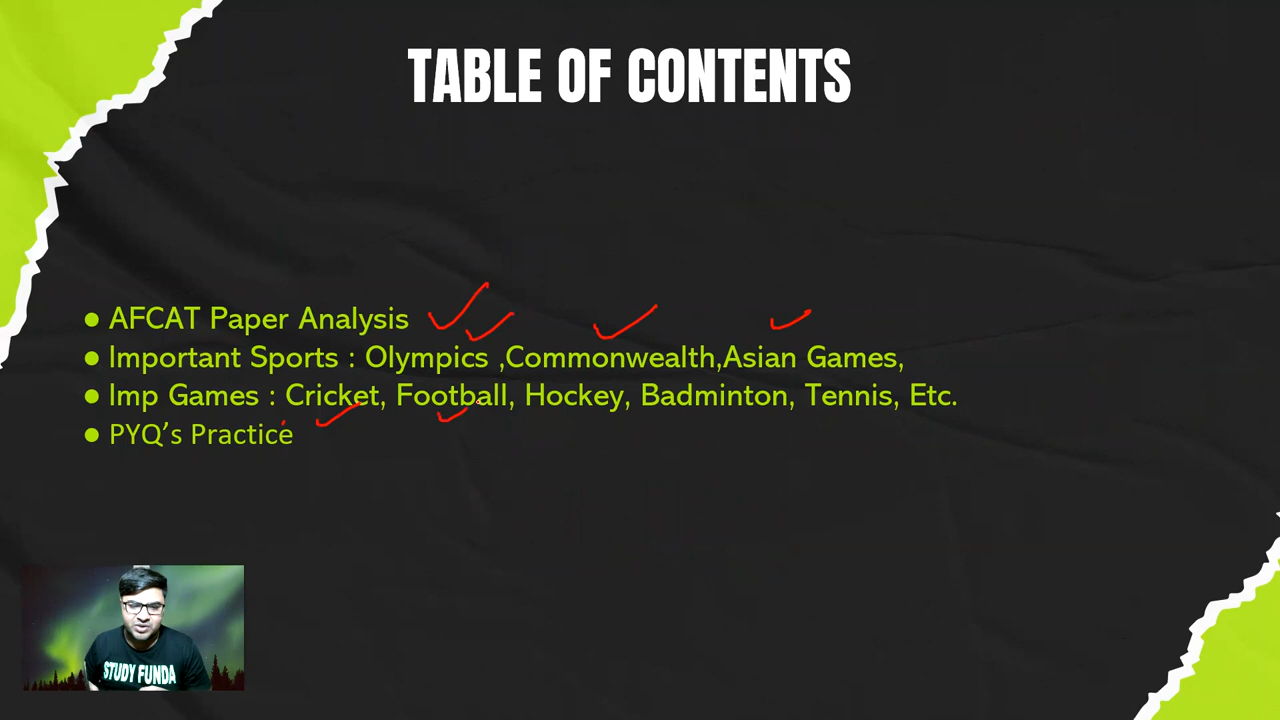 TABLE OF CONTENTS
● AFCAT Paper Analysis
● Important Sports : Olympics ,Commonwealth,Asian Games,
● Imp Games : Cricket, Football, Hockey, Badminton, Tennis, Etc.
● PYQ’s Practice
STUDY FUNDA